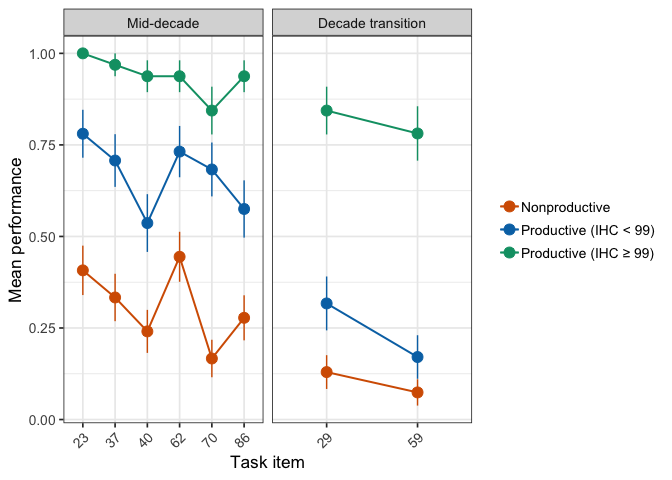 Mid-decade
Decade transition
Mean performance
1.00
0.75
0.50
0.25
0.00
23
37
40
62
70
86
29
59
Task item
Nonproductive
Productive (IHC < 99)
Productive (IHC ≥ 99)